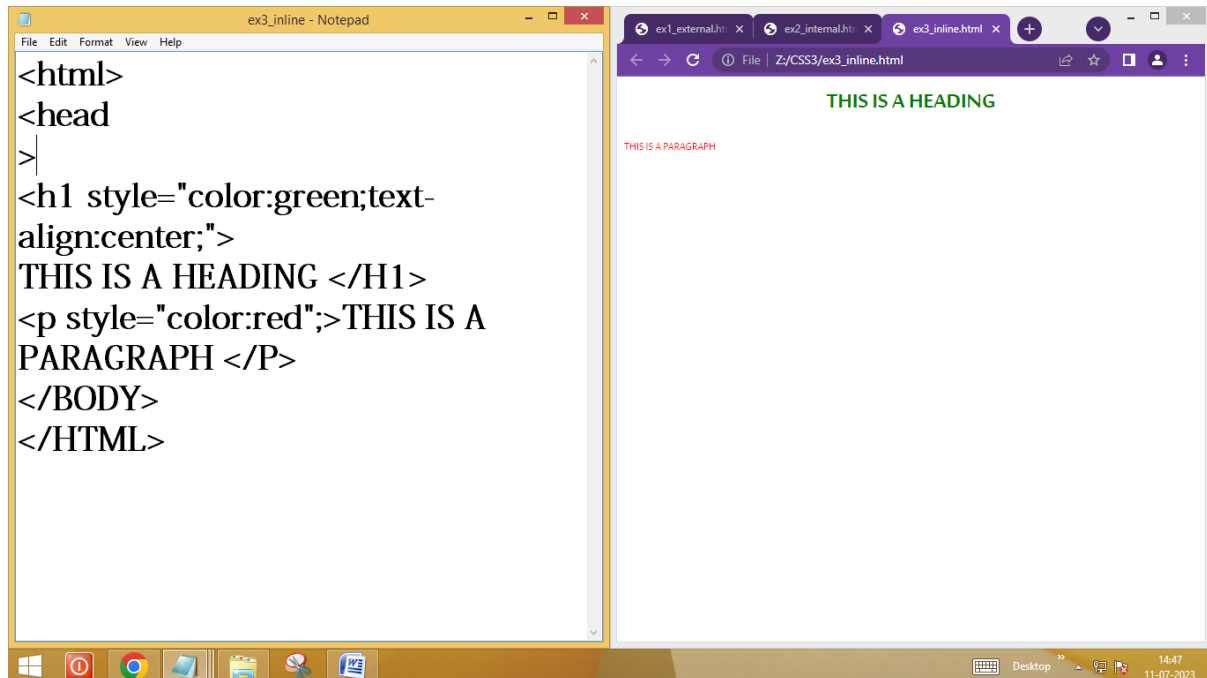 ex3_inline - Notepad
File Edit Format View Help
<html>
<head
>
<h1 style="color:green;text-
align:center;">
THIS IS A HEADING </H1>
<p style="color:red";>THIS IS A
PARAGRAPH </P>
</BODY>
</HTML>
ex1_external.ht
ex2_internal.htm
ex3_inline.html
File | Z:/CSS3/ex3_inline.html
THIS IS A HEADING
THIS IS A PARAGRAPH
Desktop
14:47
11-07-2023